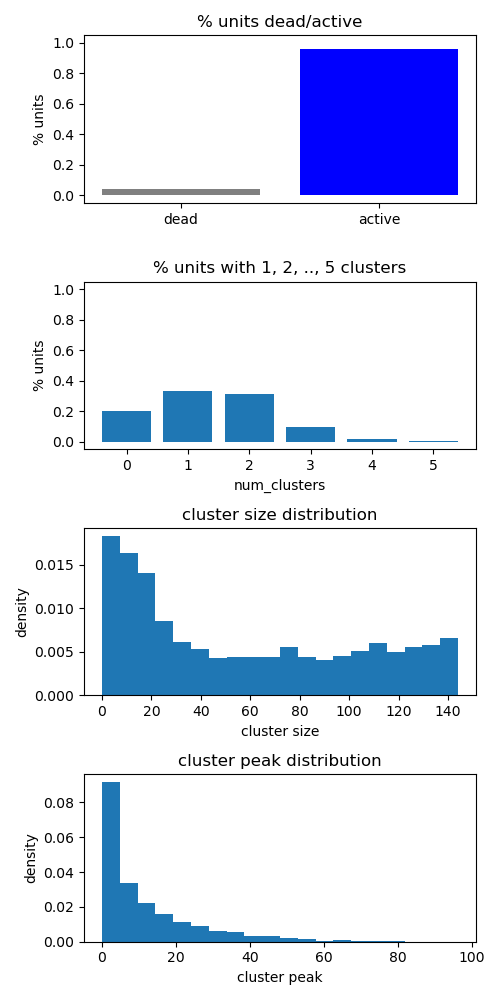 % units dead/active
1.0
0.8
0.6
0.4
0.2
0.0
% units
dead active
% units with 1, 2, .., 5 clusters
1.0
0.8
0.6
0.4
0.2
0.0
% units
0 1 2 3 4 5
num_clusters
cluster size distribution
0.015
0.010
0.005
0.000
density
0 20 40 60 80 100 120 140
cluster size
cluster peak distribution
0.08
0.06
0.04
0.02
0.00
density
0 20 40 60 80 100
cluster peak